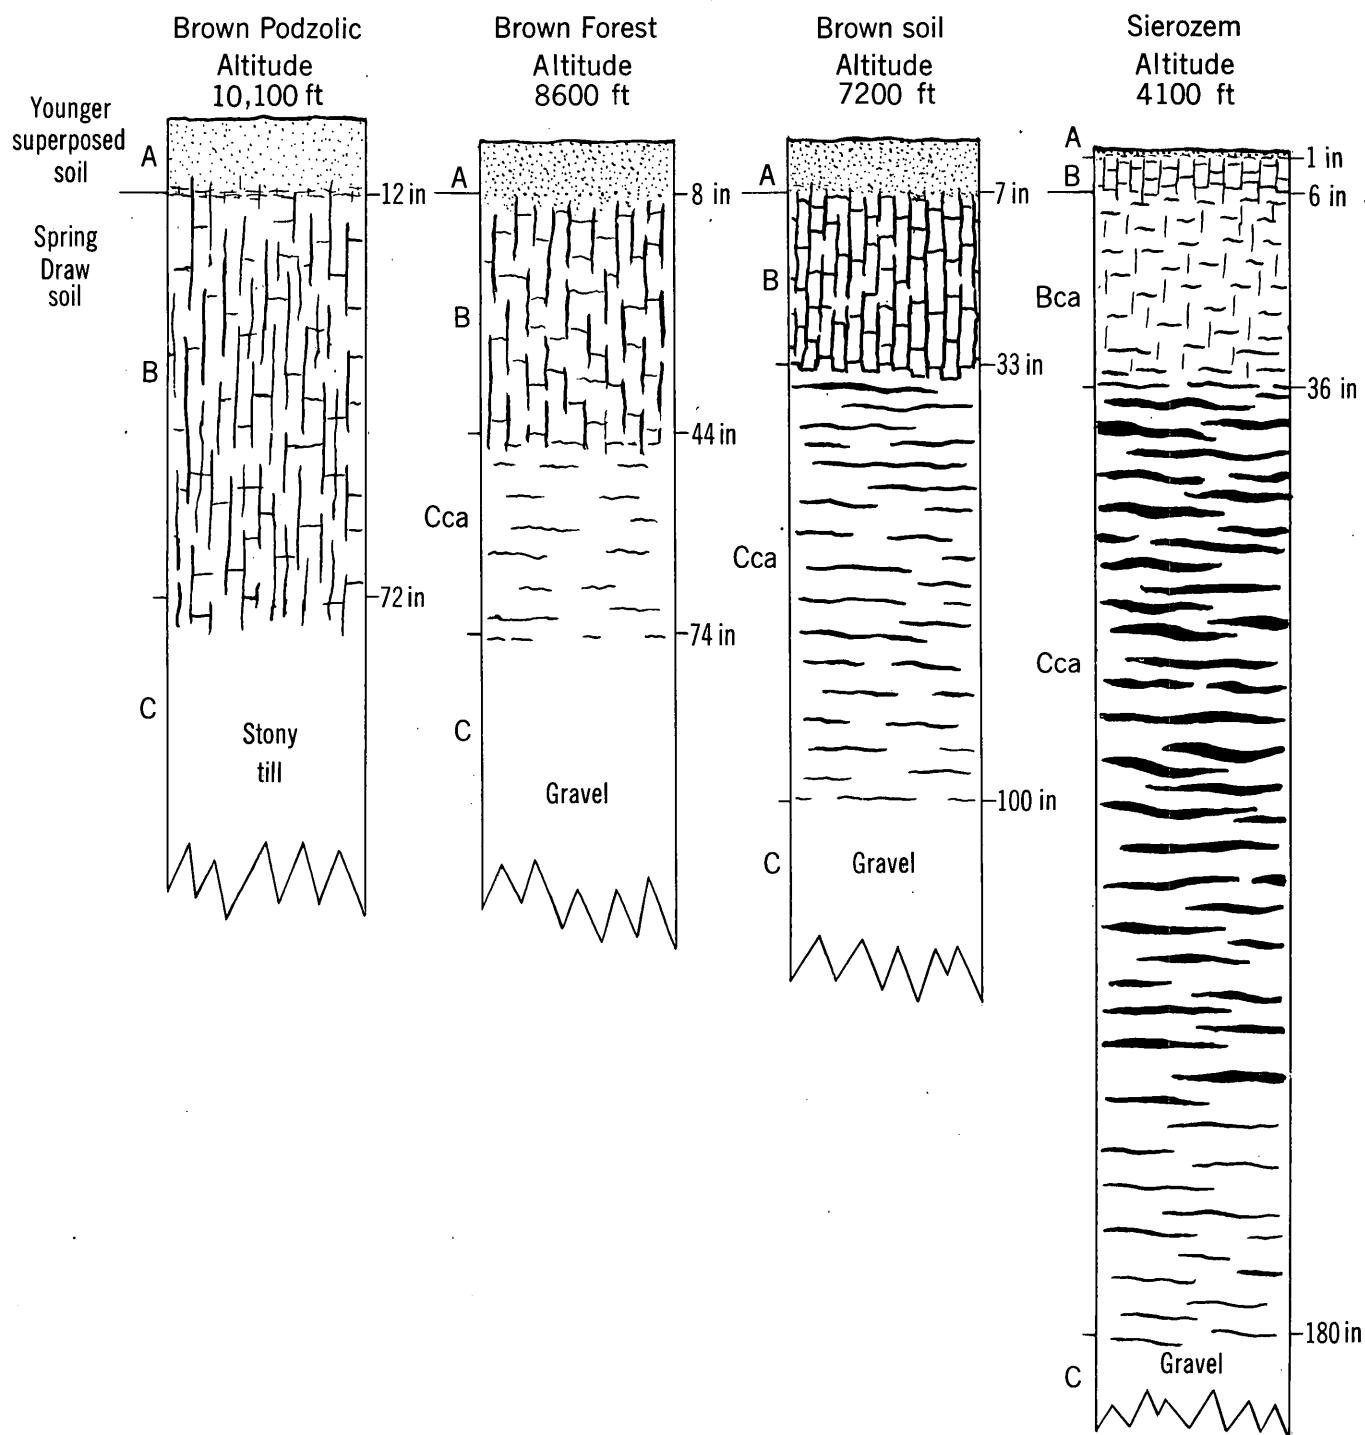 Brown Podzolic
Altitude
10,100 ft
Brown Forest
Altitude
8600 ft
Brown soil
Altitude
7200 ft
Sierozem
Altitude
4100 ft
Younger
superposed
soil
Spring
Draw
soil
A
12 in
B
72 in
C
Stony
till
A
8 in
B
44 in
Cca
74 in
C
Gravel
A
7 in
B
33 in
Cca
100 in
C
Gravel
A
1 in
B
6 in
Bca
36 in
Cca
180 in
C
Gravel